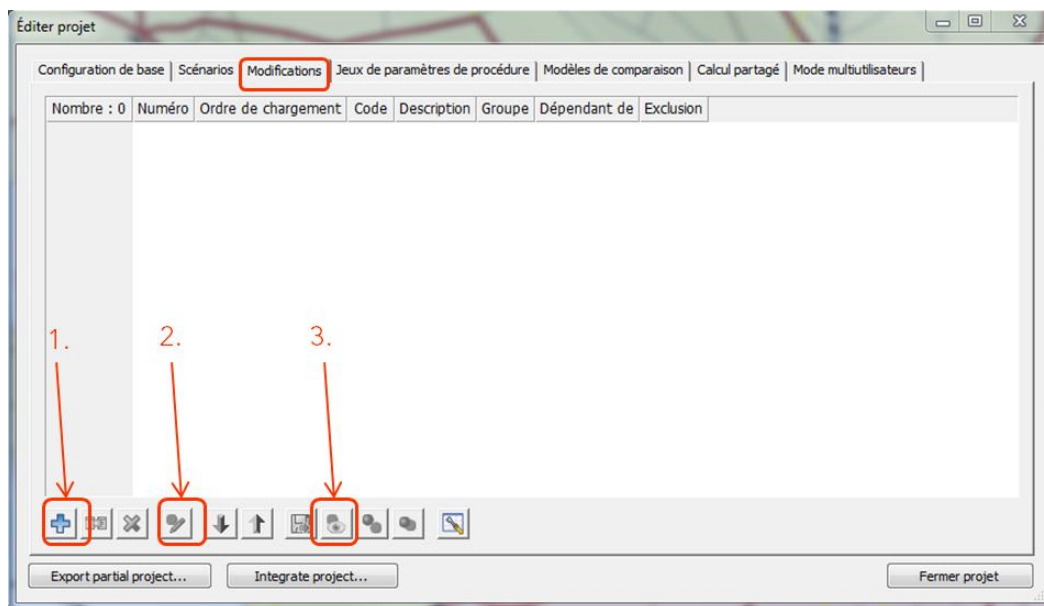 Éditer projet
Configuration de base Scénarios Modifications Jeux de paramètres de procédure Modèles de comparaison Calcul partagé Mode multiutilisateurs
Nombre : 0 Numéro Ordre de chargement Code Description Groupe Dépendant de Exclusion
1. 2. 3.
Export partial project... Integrate project... Fermer projet